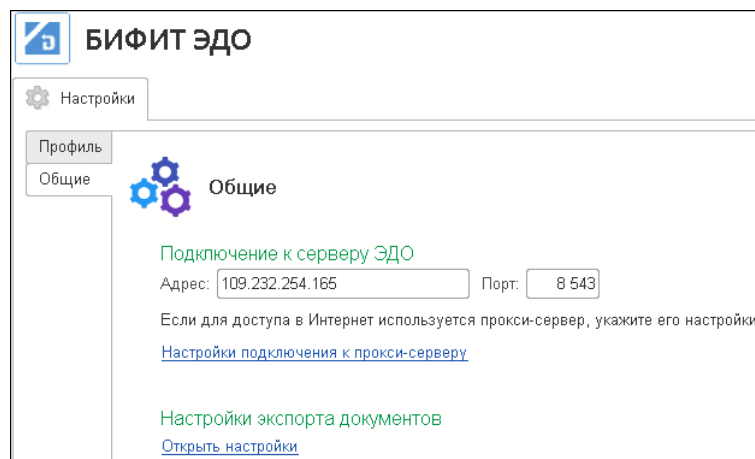 БИФИТ ЭДО
Настройки
Профиль
Общие
Общие
Подключение к серверу ЭДО
Адрес: 109.232.254.165 Порт: 8 543
Если для доступа в Интернет используется прокси-сервер, укажите его настройки
Настройки подключения к прокси-серверу
Настройки экспорта документов
Открыть настройки